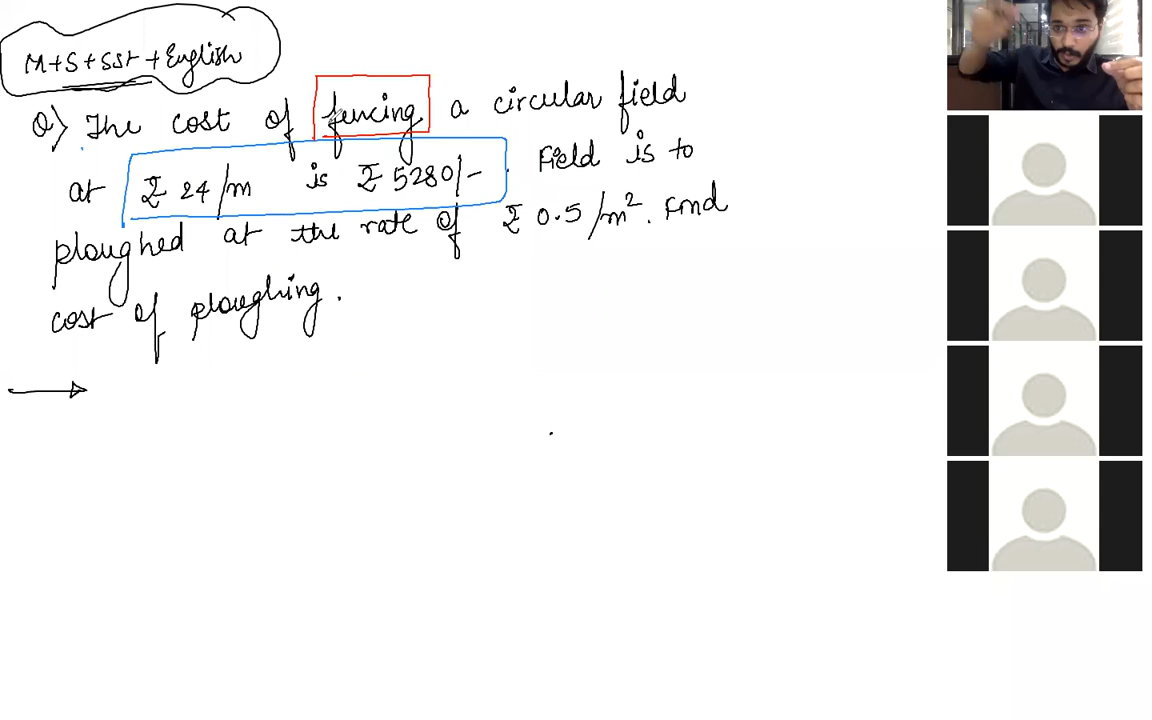 M+S+SSt+English
Q) The cost of fencing a circular field
at ₹ 24/m is ₹ 5280/- . Field is to
ploughed at the rate of ₹ 0.5/m². Find
cost of ploughing.